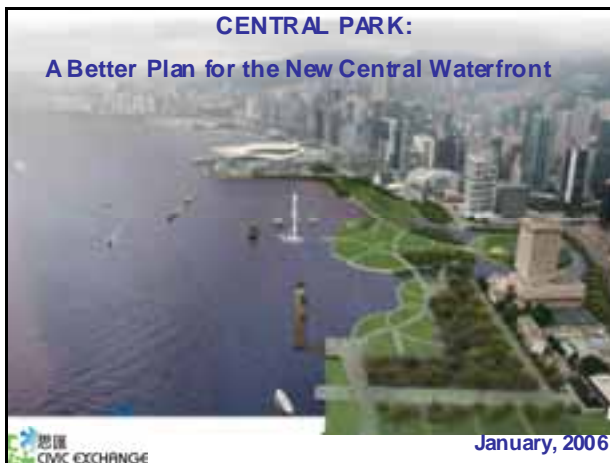 CENTRAL PARK:
A Better Plan for the New Central Waterfront
思匯
CIVIC EXCHANGE
January, 2006